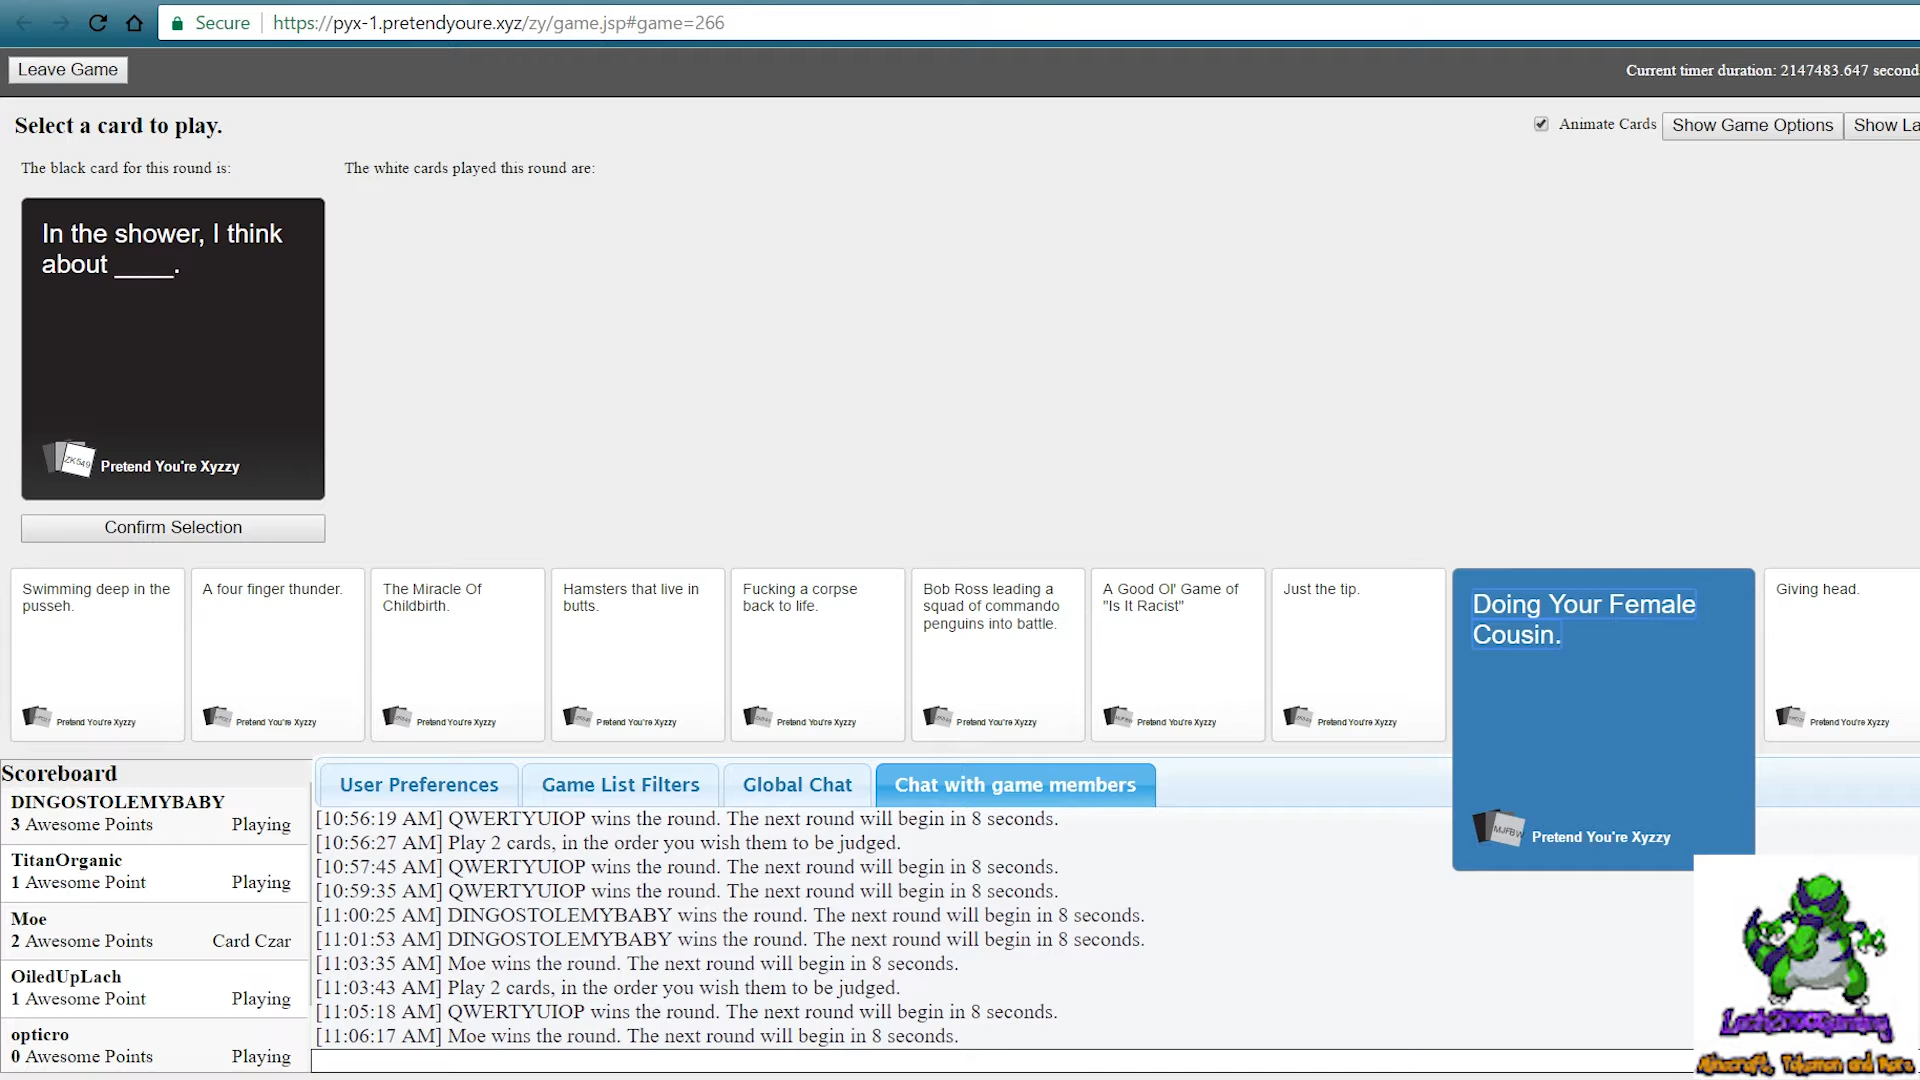 Secure
https://pyx-1.pretendyoure.xyz/zy/game.jsp#game=266
Leave Game
Current timer duration: 2147483.647 second
Select a card to play.
Animate Cards
Show Game Options
Show La
The black card for this round is:
The white cards played this round are:
In the shower, I think
about ____.
ZK549
Pretend You're Xyzzy
Confirm Selection
Swimming deep in the
pusseh.
Pretend You're Xyzzy
A four finger thunder.
Pretend You're Xyzzy
The Miracle Of
Childbirth.
Pretend You're Xyzzy
Hamsters that live in
butts.
Pretend You're Xyzzy
Fucking a corpse
back to life.
Pretend You're Xyzzy
Bob Ross leading a
squad of commando
penguins into battle.
Pretend You're Xyzzy
A Good Ol' Game of
"Is It Racist"
Pretend You're Xyzzy
Just the tip.
Pretend You're Xyzzy
Doing Your Female
Cousin.
MJFBW
Pretend You're Xyzzy
Giving head.
Pretend You're Xyzzy
Scoreboard
DINGOSTOLEMYBABY
3 Awesome Points Playing
TitanOrganic
1 Awesome Point Playing
Moe
2 Awesome Points Card Czar
OiledUpLach
1 Awesome Point Playing
opticro
0 Awesome Points Playing
User Preferences
Game List Filters
Global Chat
Chat with game members
[10:56:19 AM] QWERTYUIOP wins the round. The next round will begin in 8 seconds.
[10:56:27 AM] Play 2 cards, in the order you wish them to be judged.
[10:57:45 AM] QWERTYUIOP wins the round. The next round will begin in 8 seconds.
[10:59:35 AM] QWERTYUIOP wins the round. The next round will begin in 8 seconds.
[11:00:25 AM] DINGOSTOLEMYBABY wins the round. The next round will begin in 8 seconds.
[11:01:53 AM] DINGOSTOLEMYBABY wins the round. The next round will begin in 8 seconds.
[11:03:35 AM] Moe wins the round. The next round will begin in 8 seconds.
[11:03:43 AM] Play 2 cards, in the order you wish them to be judged.
[11:05:18 AM] QWERTYUIOP wins the round. The next round will begin in 8 seconds.
[11:06:17 AM] Moe wins the round. The next round will begin in 8 seconds.
Minecraft, Pokemon and More